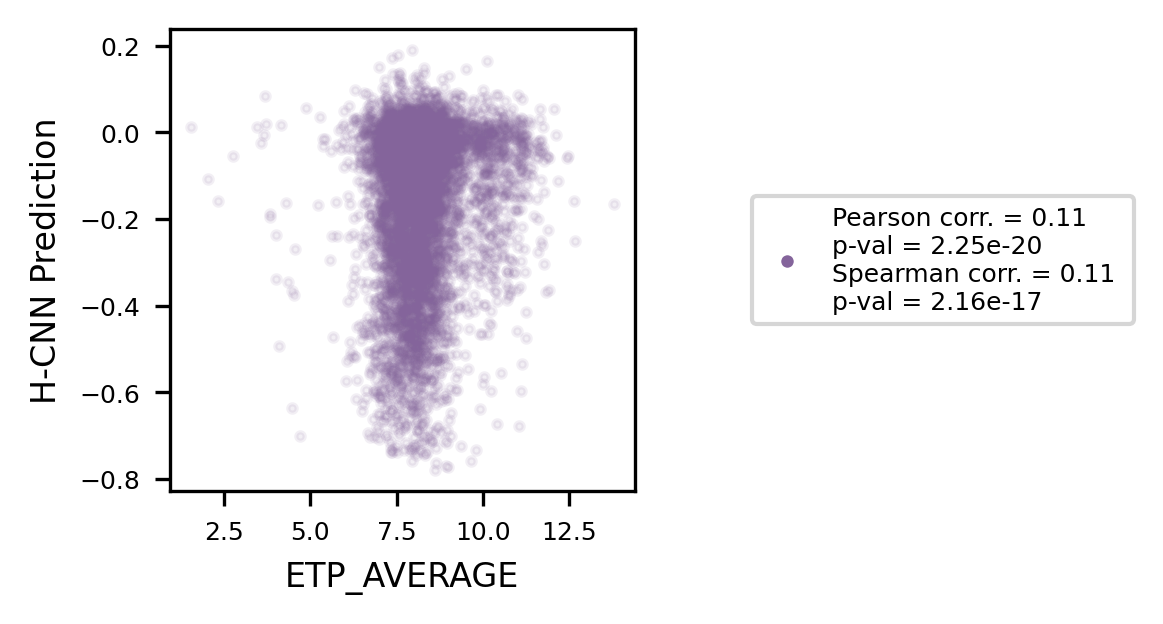 0.2
0.0
−0.2
−0.4
−0.6
−0.8
H-CNN Prediction
2.5 5.0 7.5 10.0 12.5
ETP_AVERAGE
Pearson corr. = 0.11
p-val = 2.25e-20
Spearman corr. = 0.11
p-val = 2.16e-17